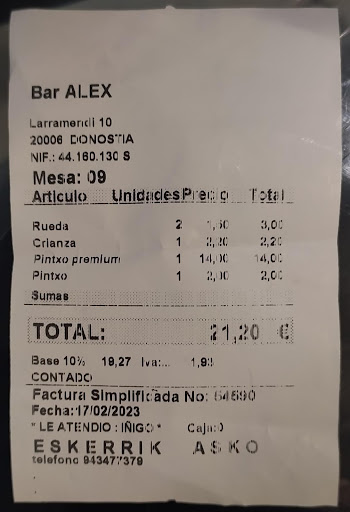 Bar ALEX
Larramendi 10
20006 DONOSTIA
NIF.: 44.160.130 S
Mesa: 09
Articulo Unidades Precio Total
Rueda 2 1,50 3,00
Crianza 1 2,20 2,20
Pintxo premium 1 14,00 14,00
Pintxo 1 2,00 2,00
Sumas
TOTAL: 21,20 €
Base 10% 19,27 Iva:... 1,93
CONTADO
Factura Simplificada No:
Fecha:17/02/2023
* LE ATENDIO : IÑIGO * Caja:0
ESKERRIK ASKO
telefono 943477379